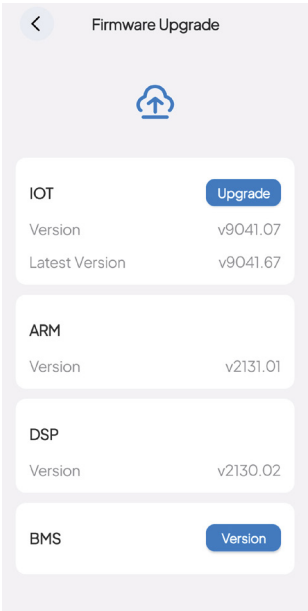 Firmware Upgrade
IOT Upgrade
Version v9041.07
Latest Version v9041.67
ARM
Version v2131.01
DSP
Version v2130.02
BMS Version